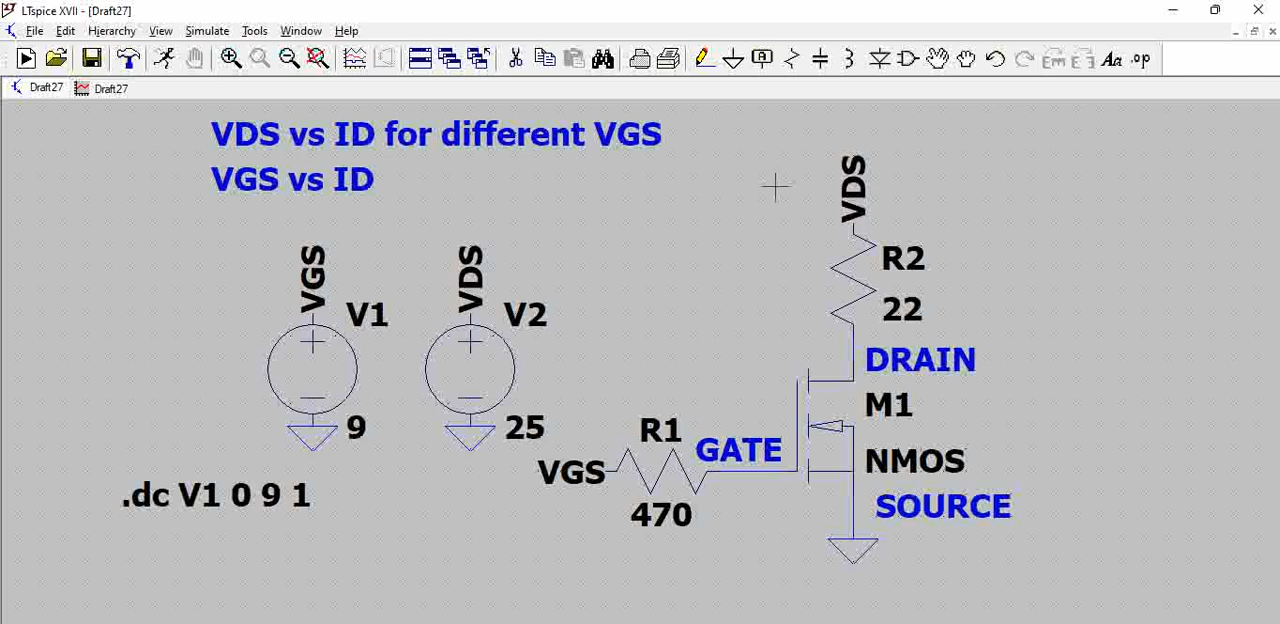 LTspice XVII - [Draft27]
File Edit Hierarchy View Simulate Tools Window Help
Aa .op
Draft27 Draft27
VDS vs ID for different VGS
VGS vs ID
VGS
V1
9
VDS
V2
25
.dc V1 0 9 1
VDS
R2
22
DRAIN
M1
NMOS
SOURCE
R1
GATE
VGS
470